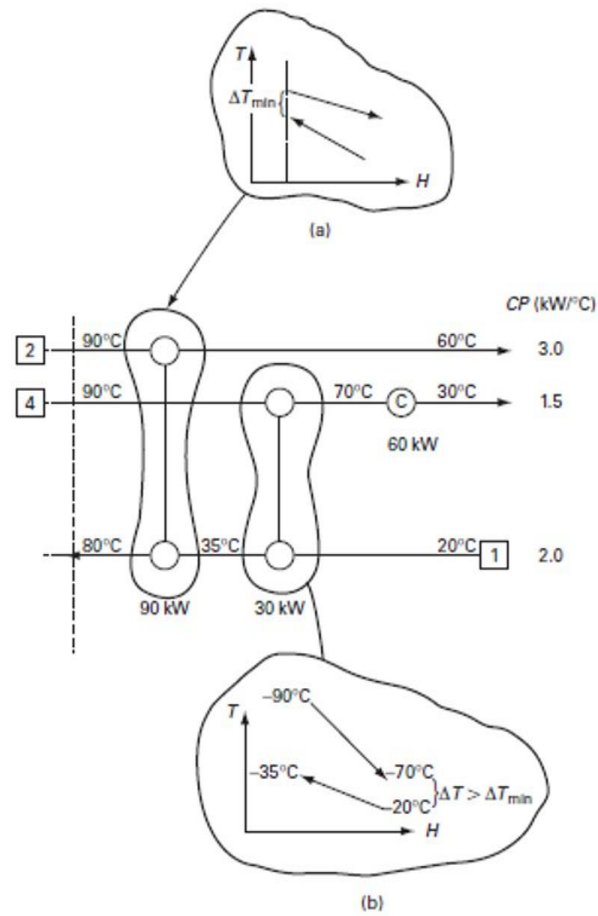 T
ΔTmin{
H
(a)
CP (kW/°C)
2 90°C 60°C 3.0
4 90°C 70°C C 30°C 1.5
60 kW
80°C 35°C 20°C 1 2.0
90 kW 30 kW
–90°C
T
–35°C –70°C
–20°C }ΔT > ΔTmin
H
(b)